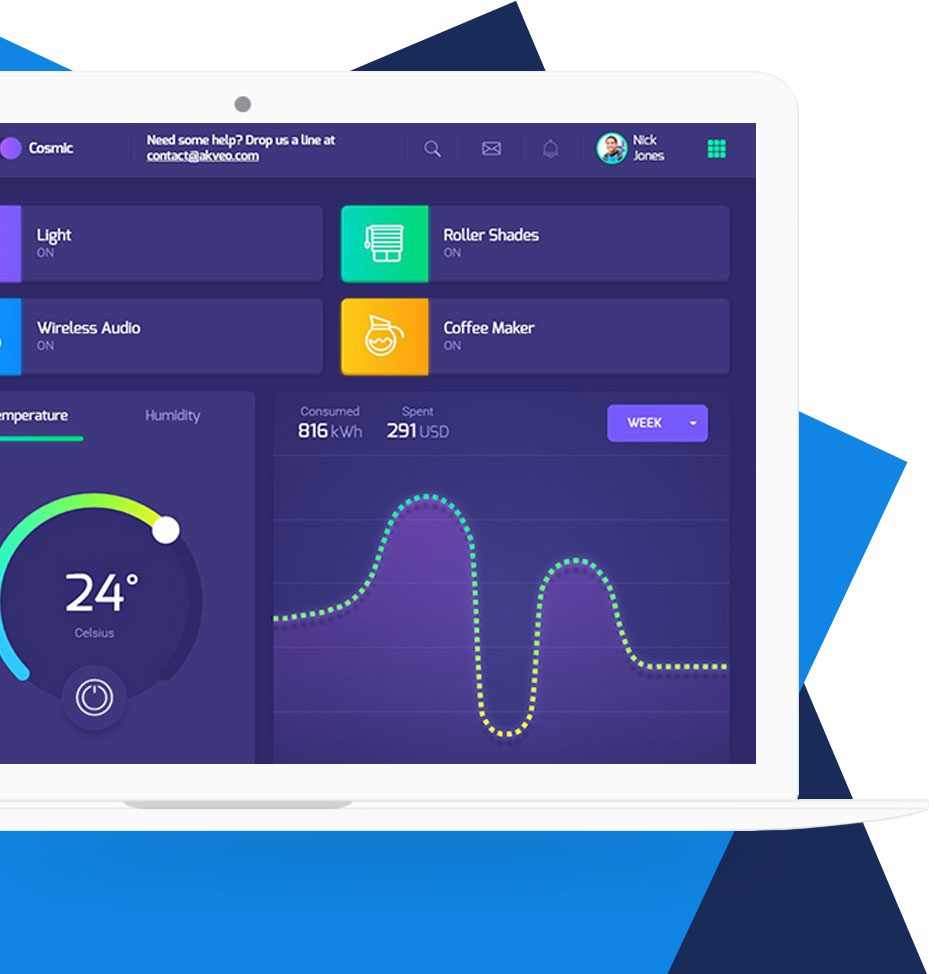 Cosmic
Need some help? Drop us a line at
contact@akveo.com
Nick
Jones
Light
ON
Roller Shades
ON
Wireless Audio
ON
Coffee Maker
ON
emperature
Humidity
Consumed
816 kWh
Spent
291 USD
WEEK
24°
Celsius